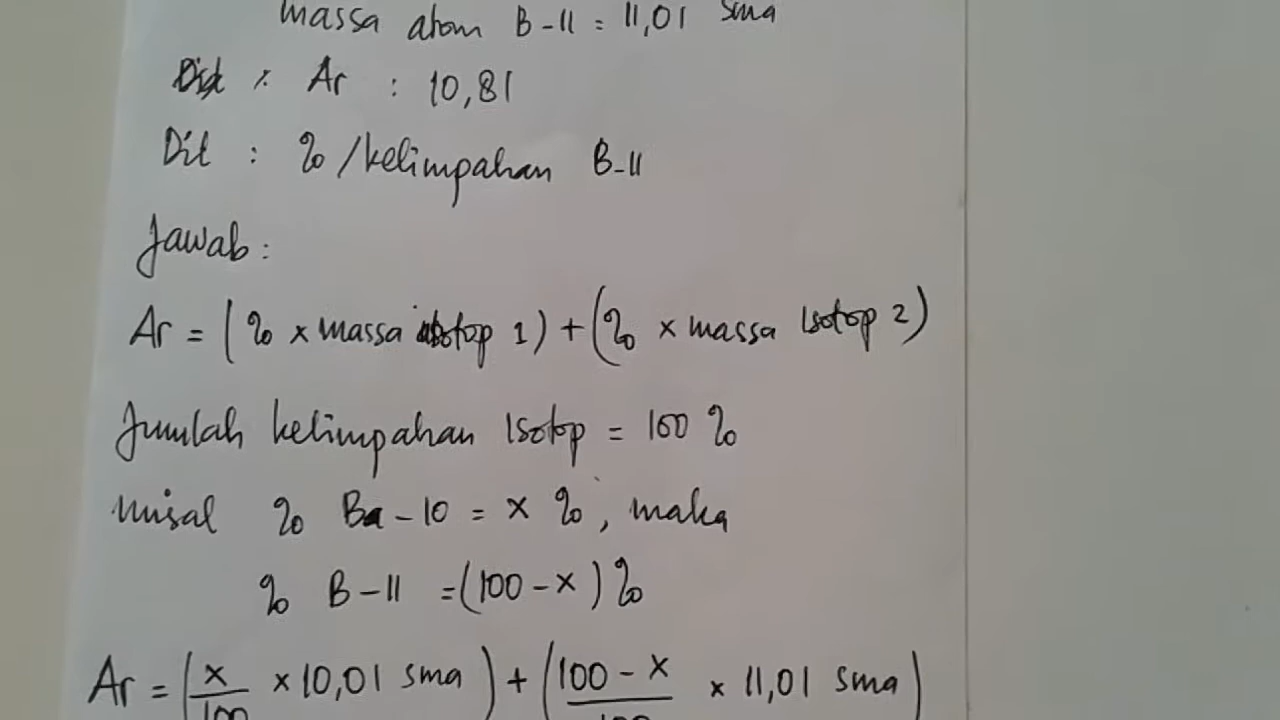 massa atom B-11 = 11,01 sma
Ar : 10,81
Dit : % /kelimpahan B-11
Jawab :
Ar = (% x massa isotop 1) + (% x massa Isotop 2)
Jumlah kelimpahan Isotop = 100 %
misal % Ba-10 = x %, maka
% B-11 = (100 - x) %
Ar = (x/100 x 10,01 sma) + (100 - x/100 x 11,01 sma)